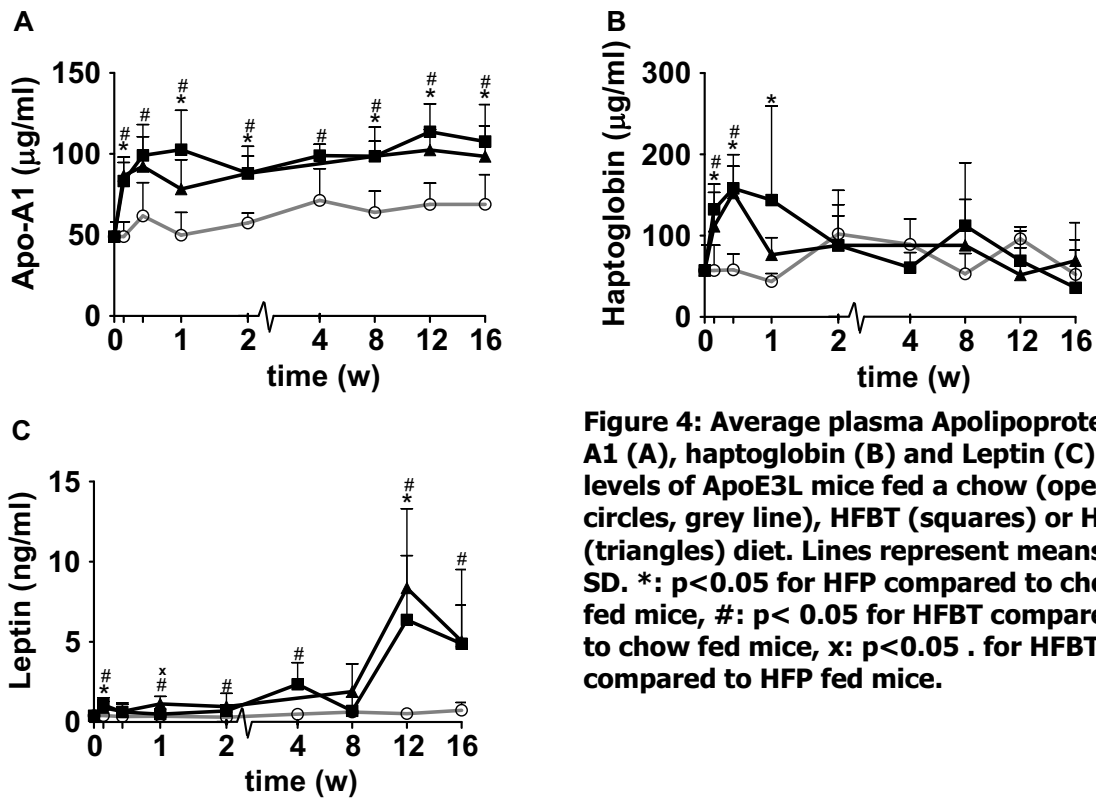 A
Apo-A1 (µg/ml)
150
100
50
0
# * # # * # * # # * # * # *
0 1 2 4 8 12 16
time (w)
B
Haptoglobin (µg/ml)
300
200
100
0
# * # * *
0 1 2 4 8 12 16
time (w)
C
Leptin (ng/ml)
15
10
5
0
# * x # # # # * #
0 1 2 4 8 12 16
time (w)
Figure 4: Average plasma Apolipoprote
A1 (A), haptoglobin (B) and Leptin (C)
levels of ApoE3L mice fed a chow (ope
circles, grey line), HFBT (squares) or H
(triangles) diet. Lines represent means
SD. *: p<0.05 for HFP compared to cho
fed mice, #: p< 0.05 for HFBT compare
to chow fed mice, x: p<0.05 . for HFBT
compared to HFP fed mice.